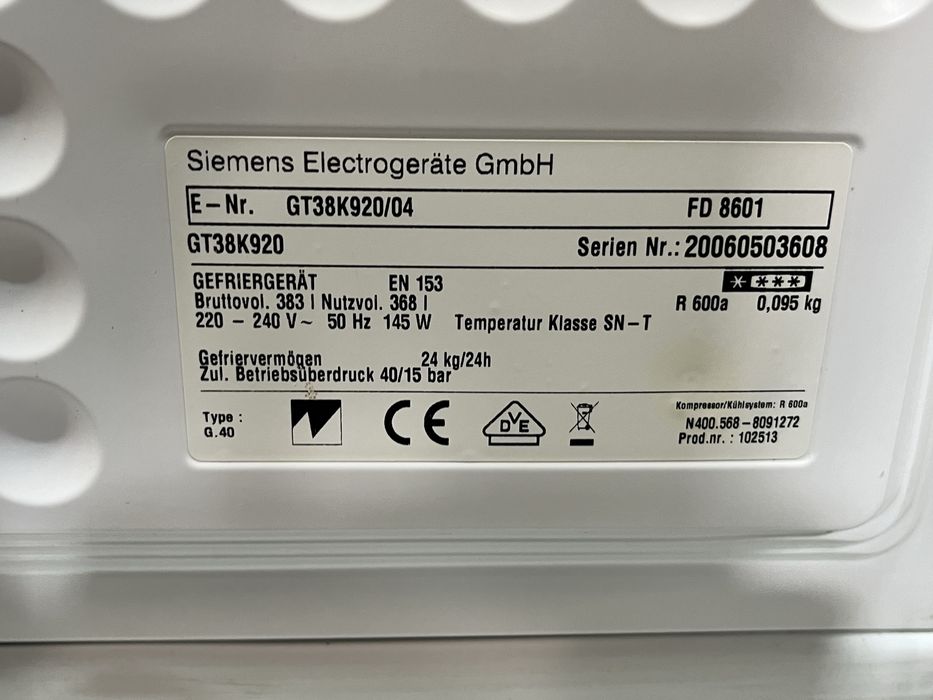 Siemens Electrogeräte GmbH
E-Nr. GT38K920/04 FD 8601
GT38K920 Serien Nr.: 20060503608
GEFRIERGERÄT EN 153
Bruttovol. 383 l Nutzvol. 368 l R 600a 0,095 kg
220 - 240 V~ 50 Hz 145 W Temperatur Klasse SN-T
Gefriervermögen 24 kg/24h
Zul. Betriebsüberdruck 40/15 bar
Type : Kompressor/Kühlsystem: R 600a
G.40 CE DVE N400.568-8091272
Prod.nr. : 102513